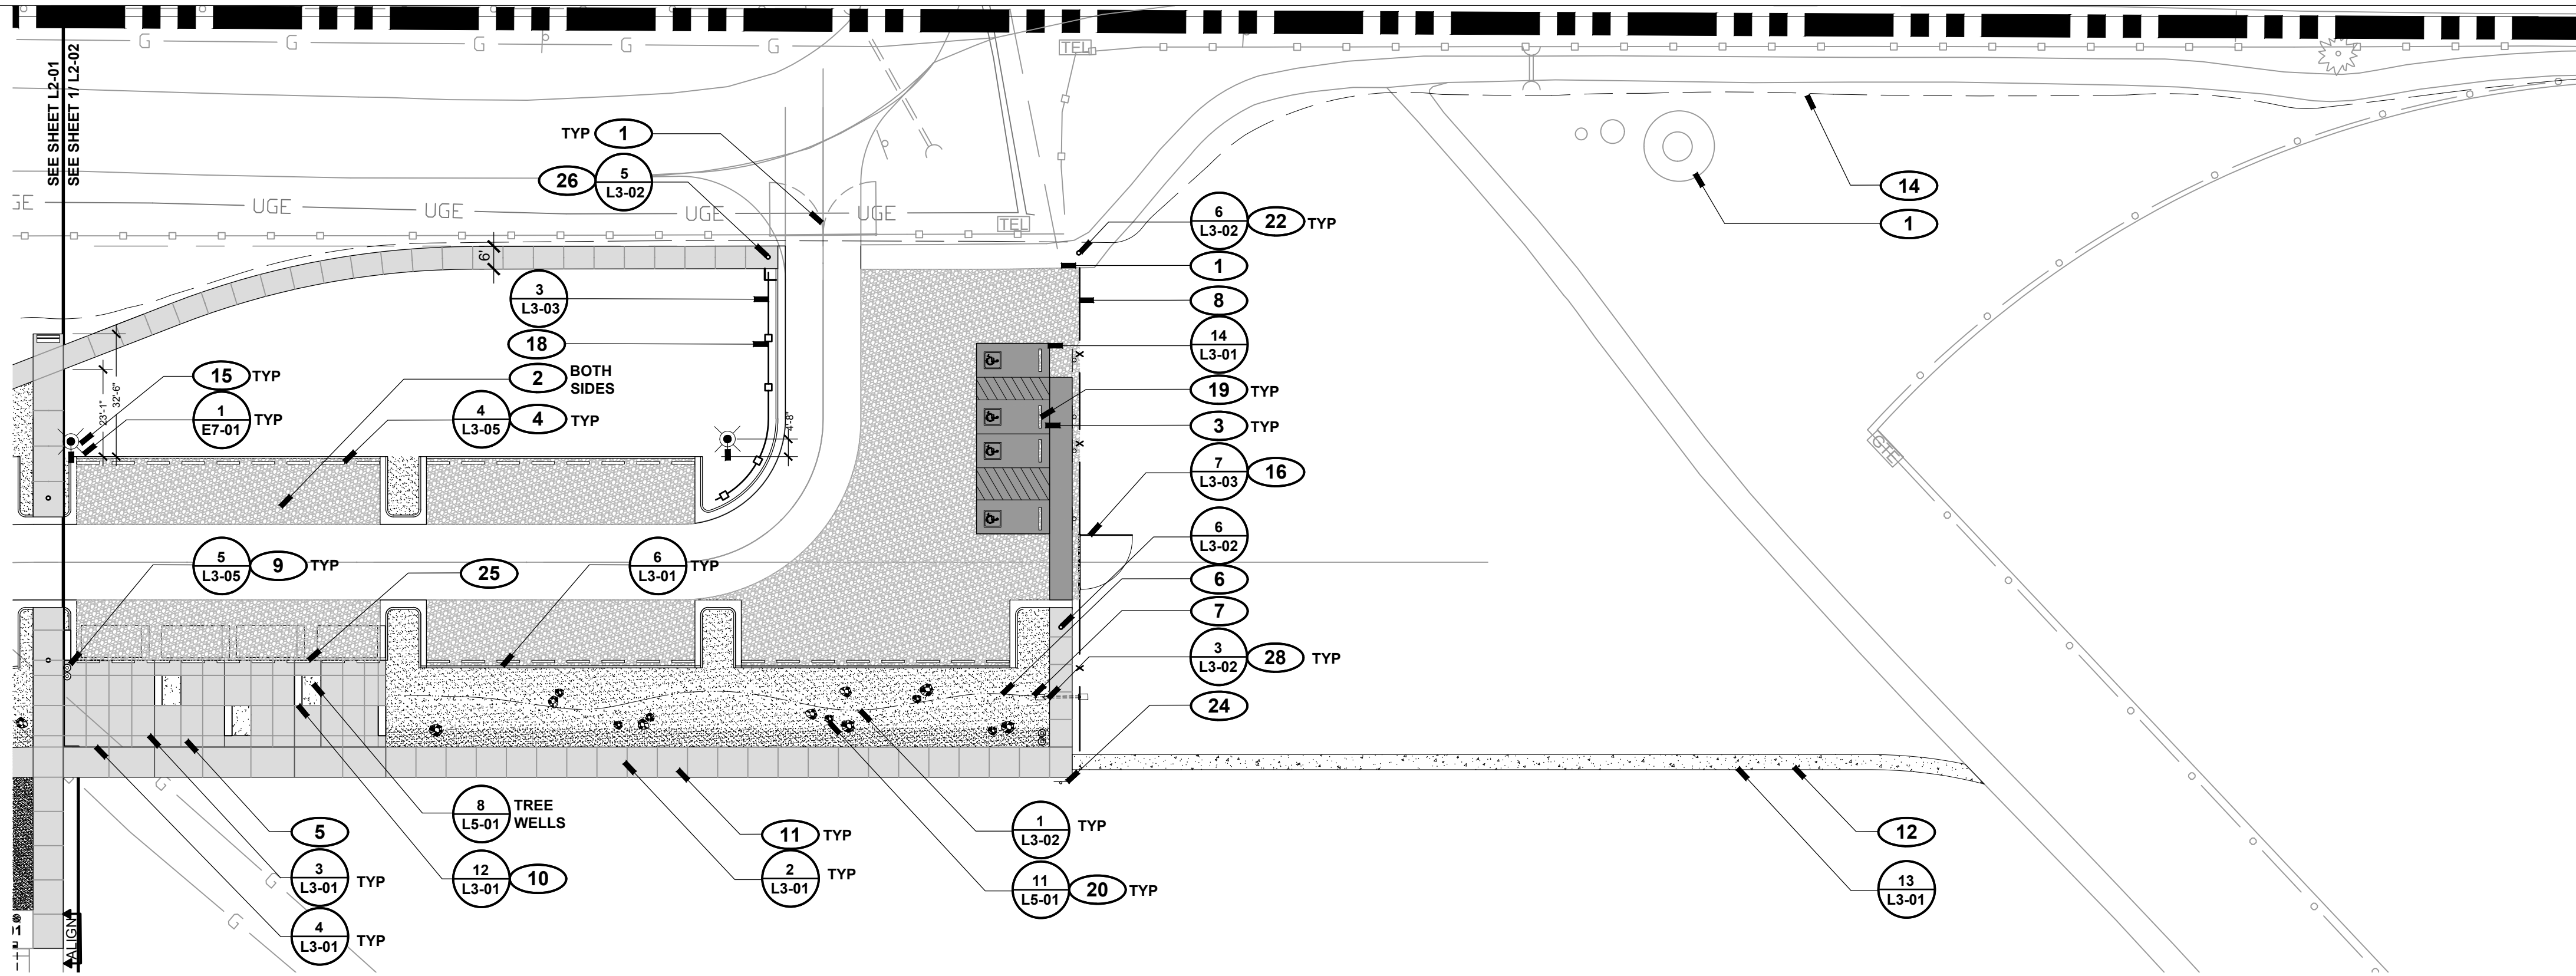 G G G G G
TEL
SEE SHEET L2-01
SEE SHEET 1/ L2-02
TYP 1
26 5
L3-02
14
1
UGE UGE UGE UGE
TEL
6
L3-02 22 TYP
6'
1
3
L3-03
8
18
14
L3-01
15 TYP
2 BOTH
SIDES
19 TYP
1
E7-01 TYP
23'-1"
32'-6"
4
L3-05 4 TYP
4'-8"
3 TYP
GTE
7
L3-03 16
5
L3-05 9 TYP
25
6
L3-01 TYP
6
L3-02
6
7
3
L3-02 28 TYP
24
G
8
L5-01 TREE
WELLS
5
11 TYP
1
L3-02 TYP
12
3
L3-01 TYP
12
L3-01 10
2
L3-01 TYP
11
L5-01 20 TYP
13
L3-01
G
G
4
L3-01 TYP
ALIGN